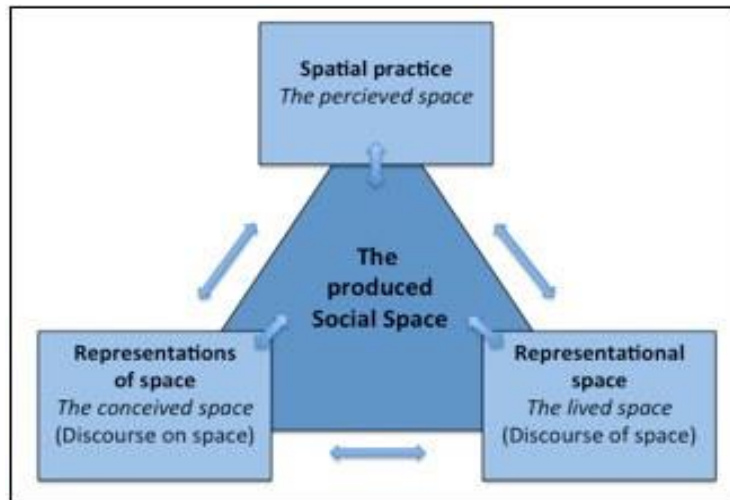 Spatial practice
The percieved space
The
produced
Social Space
Representations
of space
The conceived space
(Discourse on space)
Representational
space
The lived space
(Discourse of space)